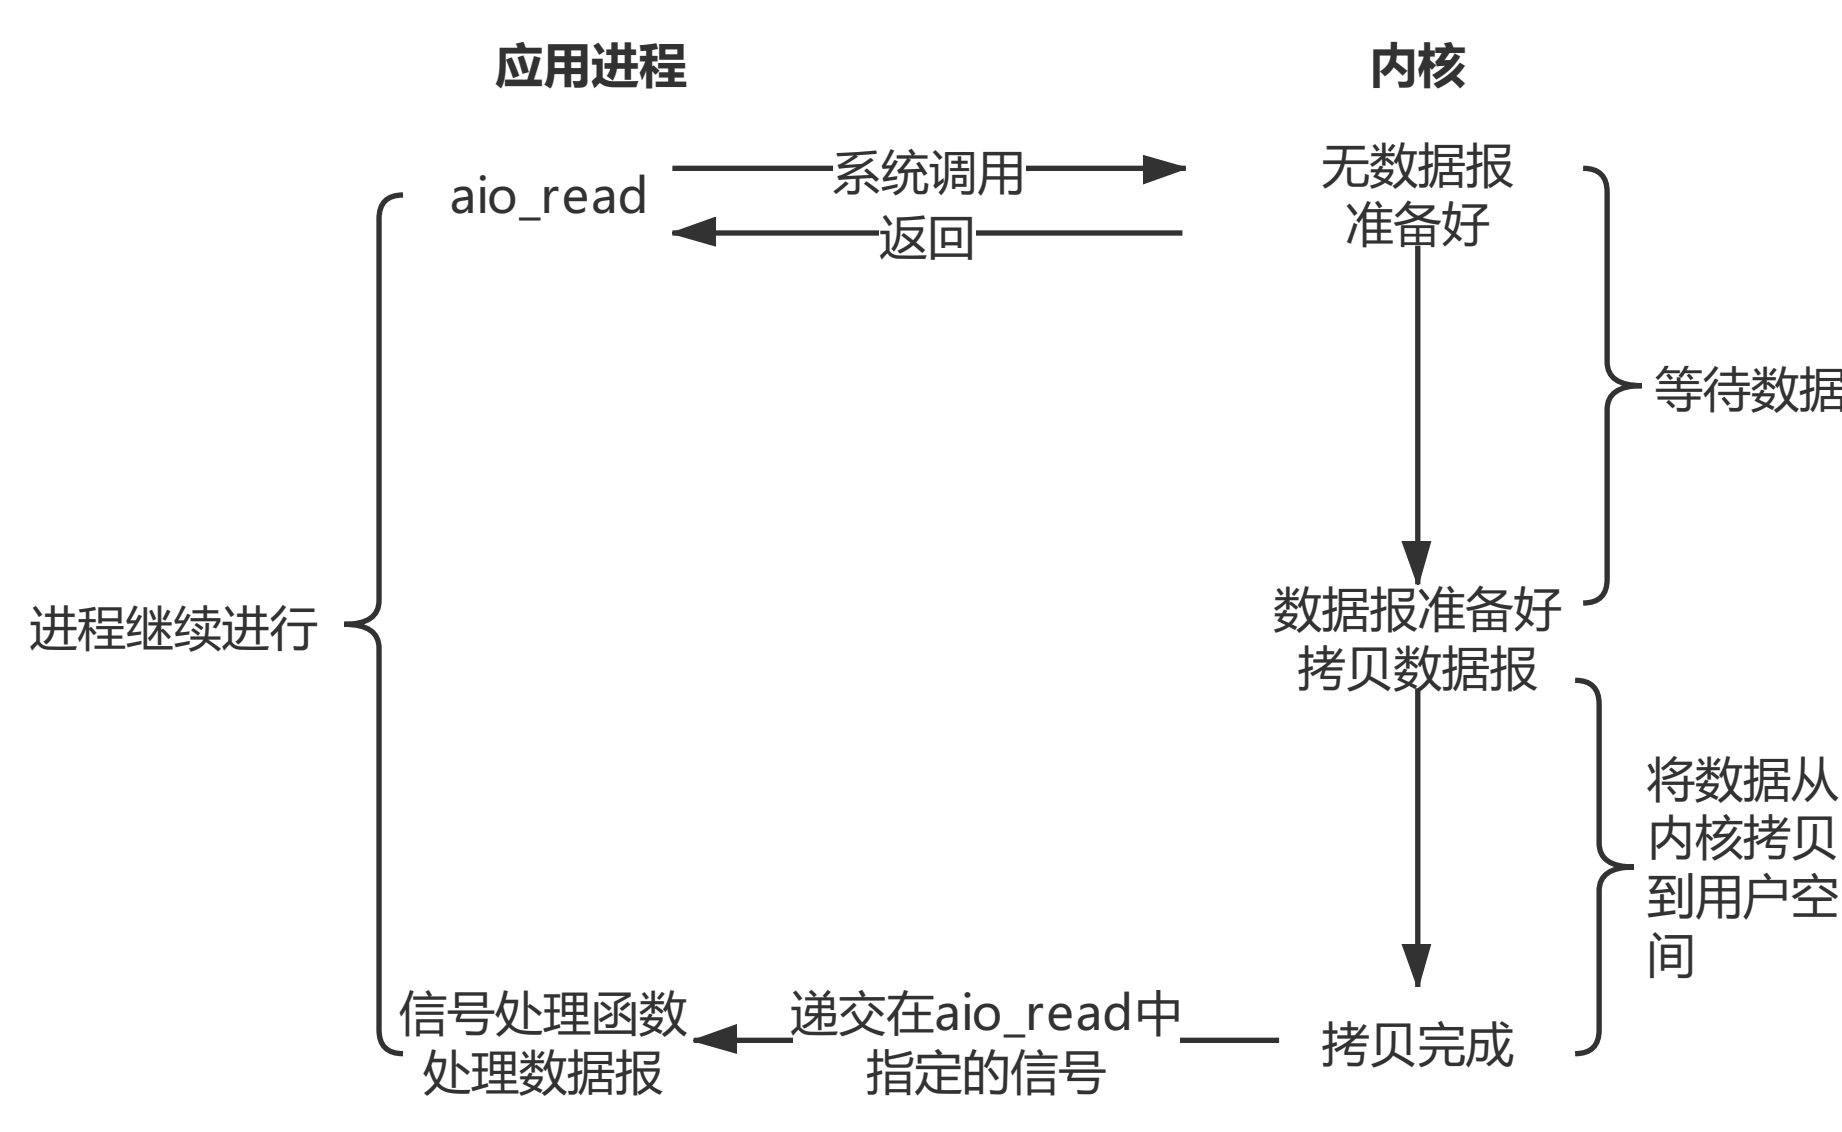 应用进程
内核
aio_read
系统调用
返回
无数据报
准备好
等待数据
进程继续进行
数据报准备好
拷贝数据报
将数据从
内核拷贝
到用户空
间
信号处理函数
处理数据报
递交在aio_read中
指定的信号
拷贝完成